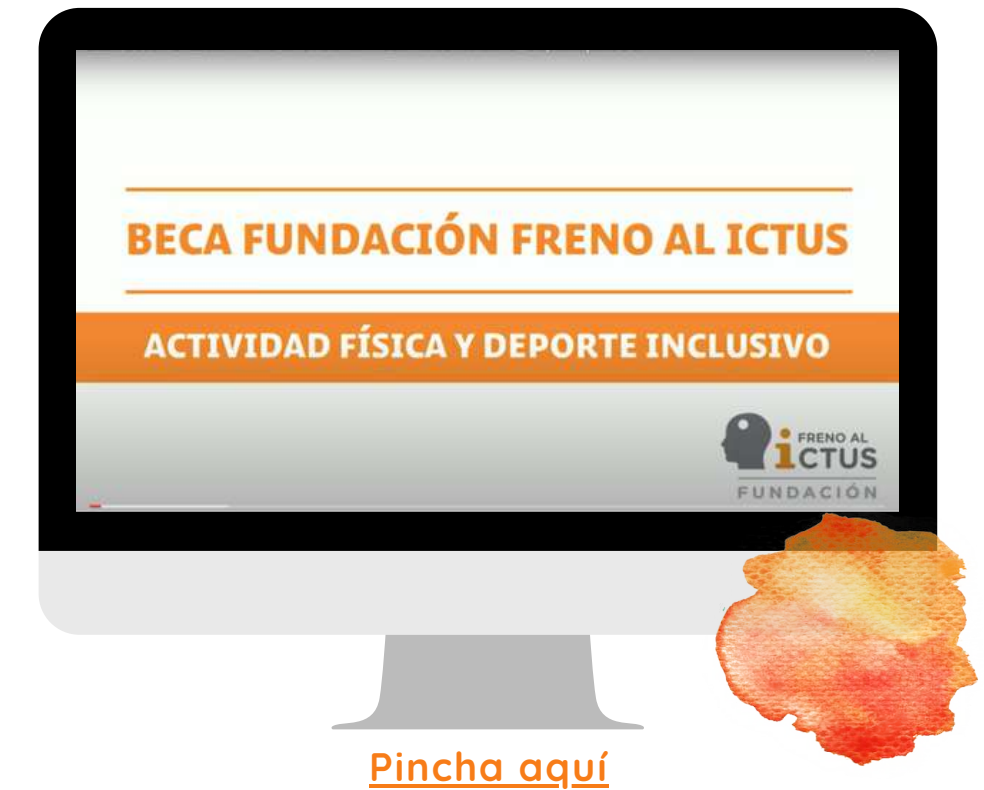 BECA FUNDACIÓN FRENO AL ICTUS
ACTIVIDAD FÍSICA Y DEPORTE INCLUSIVO
FRENO AL
iCTUS
FUNDACIÓN
Pincha aquí